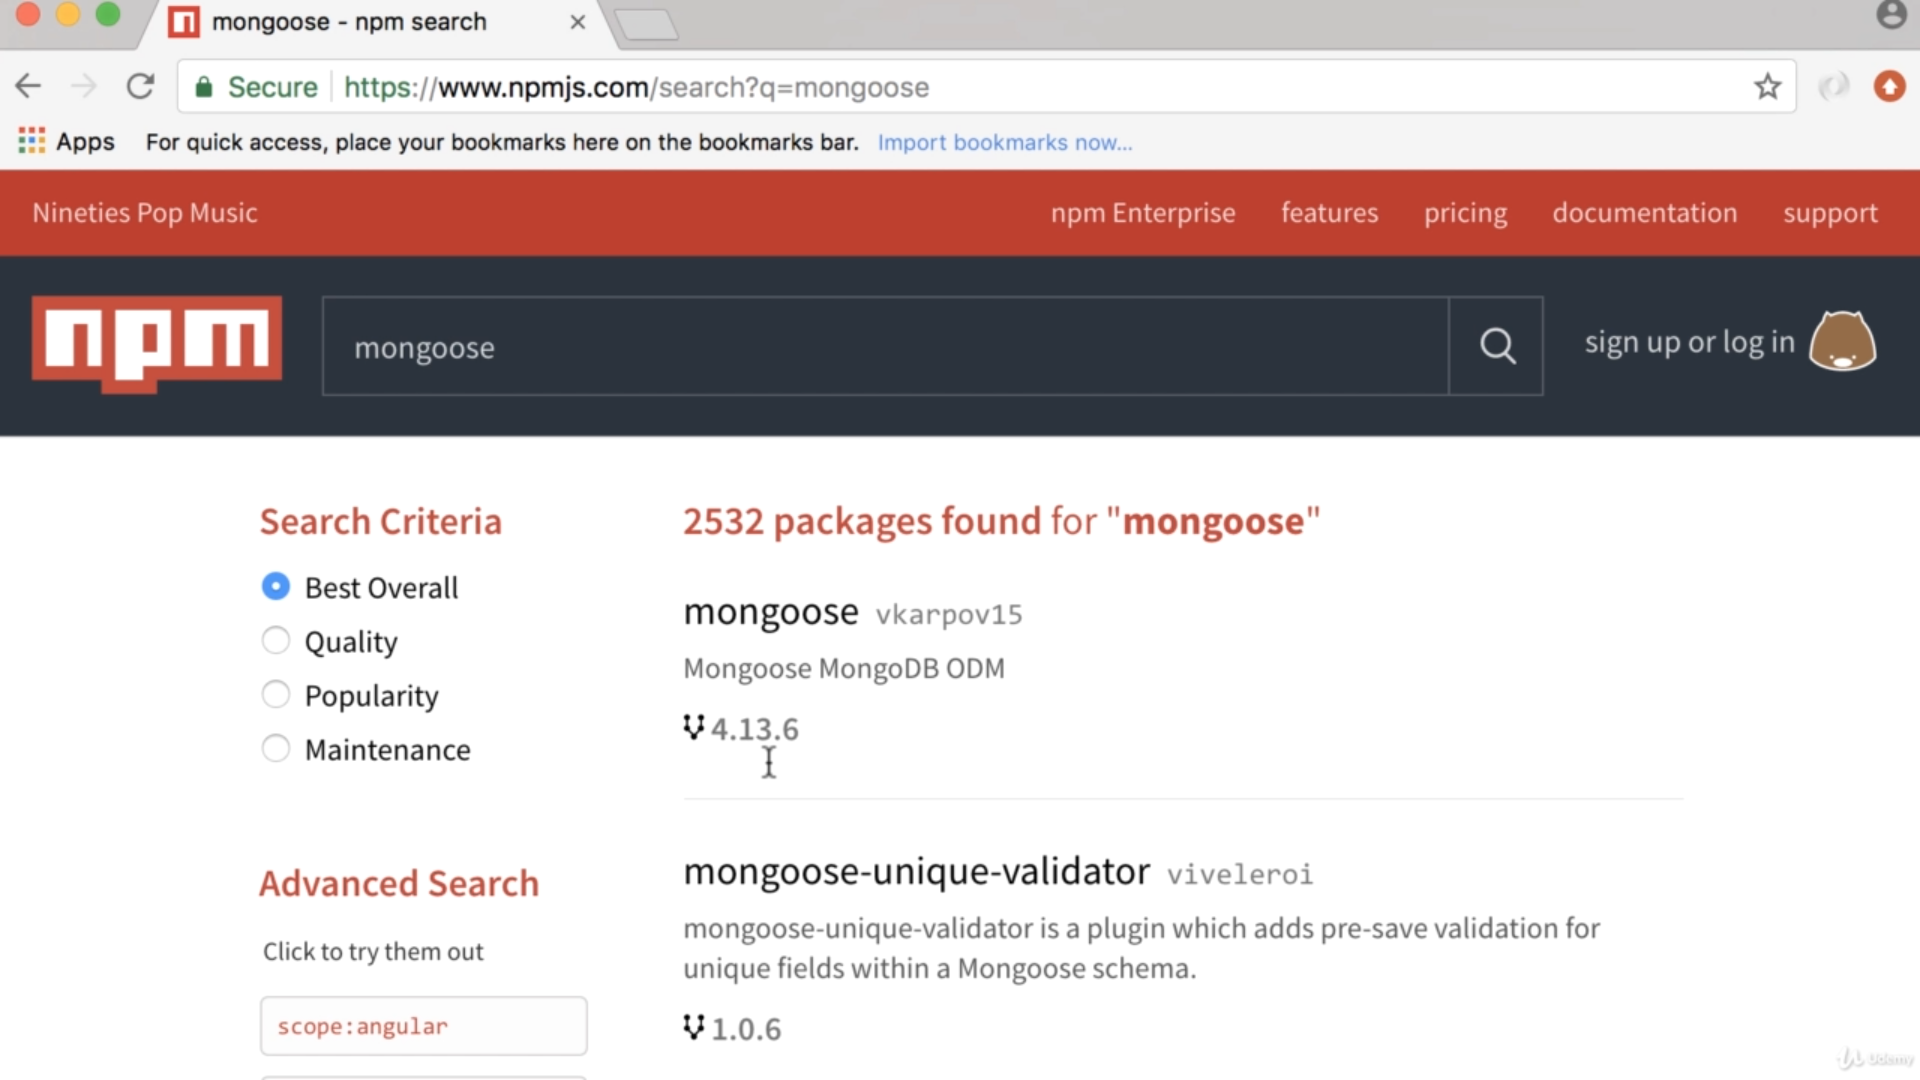 mongoose - npm search
Secure https://www.npmjs.com/search?q=mongoose
Apps For quick access, place your bookmarks here on the bookmarks bar. Import bookmarks now...
Nineties Pop Music npm Enterprise features pricing documentation support
npm mongoose sign up or log in
Search Criteria
Best Overall
Quality
Popularity
Maintenance
Advanced Search
Click to try them out
scope:angular
2532 packages found for "mongoose"
mongoose vkarpov15
Mongoose MongoDB ODM
4.13.6
mongoose-unique-validator viveleroi
mongoose-unique-validator is a plugin which adds pre-save validation for
unique fields within a Mongoose schema.
1.0.6
Udemy